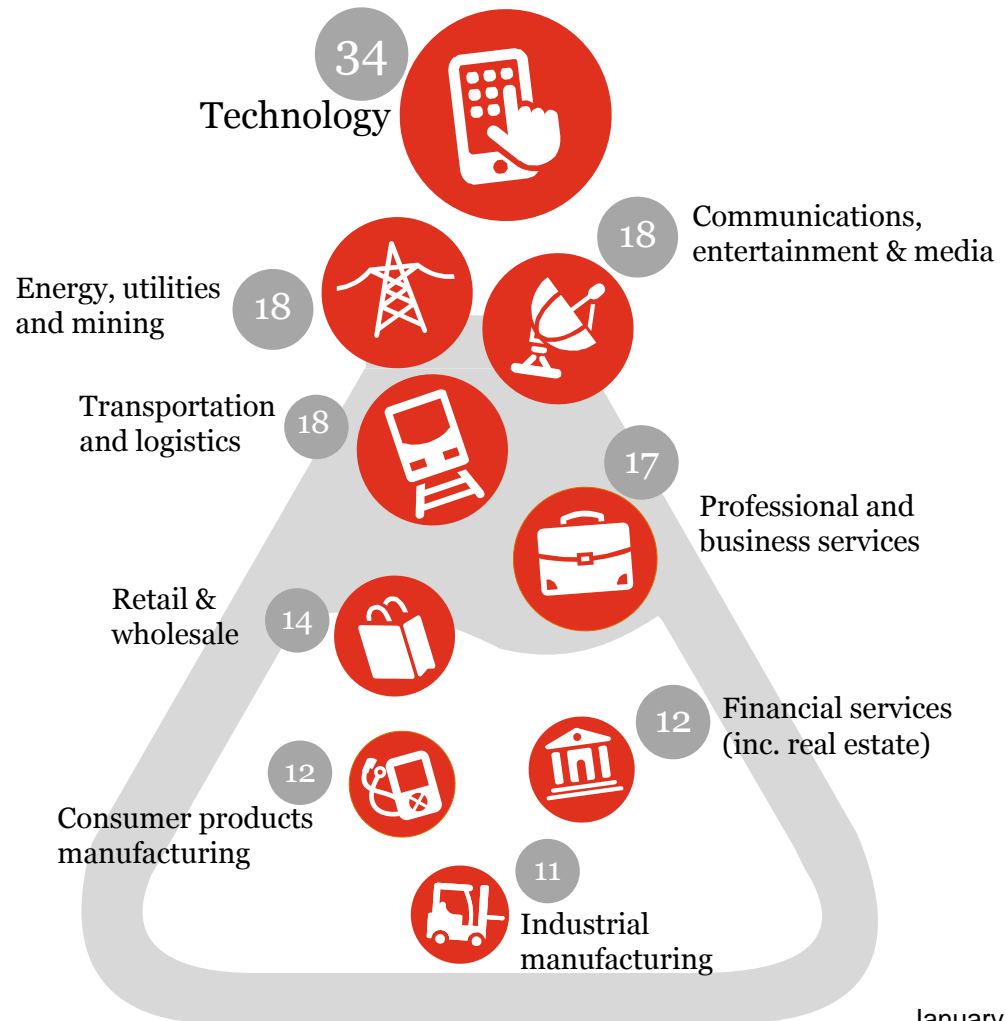 34
Technology
18
Communications,
entertainment & media
Energy, utilities
and mining
18
Transportation
and logistics
18
17
Professional and
business services
Retail &
wholesale
14
12
Financial services
(inc. real estate)
12
Consumer products
manufacturing
11
Industrial
manufacturing
January